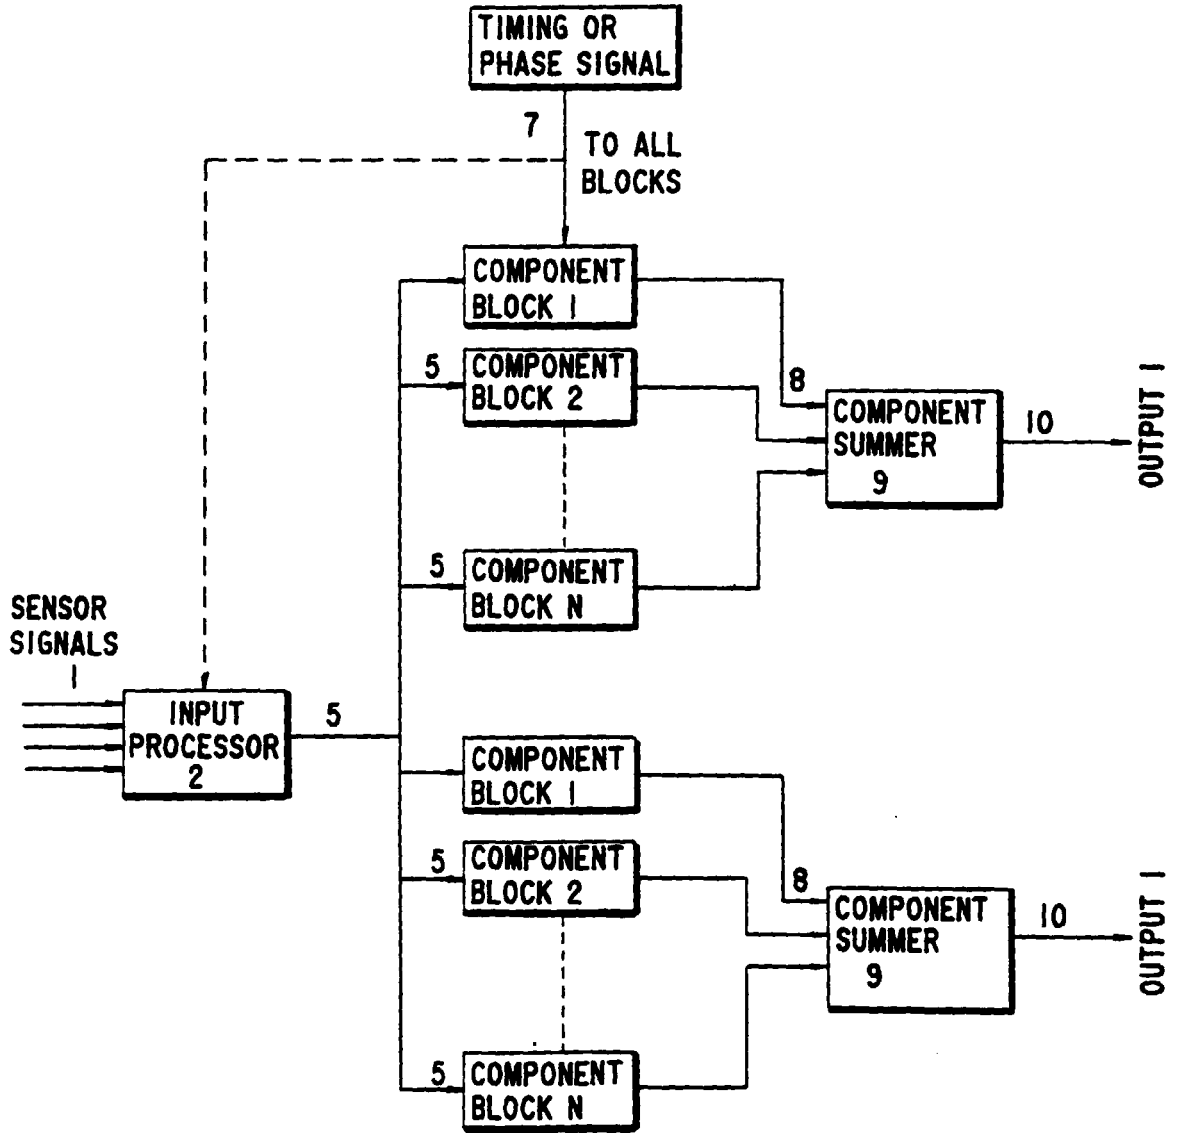 TIMING OR
PHASE SIGNAL
7
TO ALL
BLOCKS
COMPONENT
BLOCK 1
5
COMPONENT
BLOCK 2
5
COMPONENT
BLOCK N
8
COMPONENT
SUMMER
9
10
OUTPUT 1
SENSOR
SIGNALS
1
INPUT
PROCESSOR
2
5
COMPONENT
BLOCK 1
5
COMPONENT
BLOCK 2
5
COMPONENT
BLOCK N
8
COMPONENT
SUMMER
9
10
OUTPUT 1